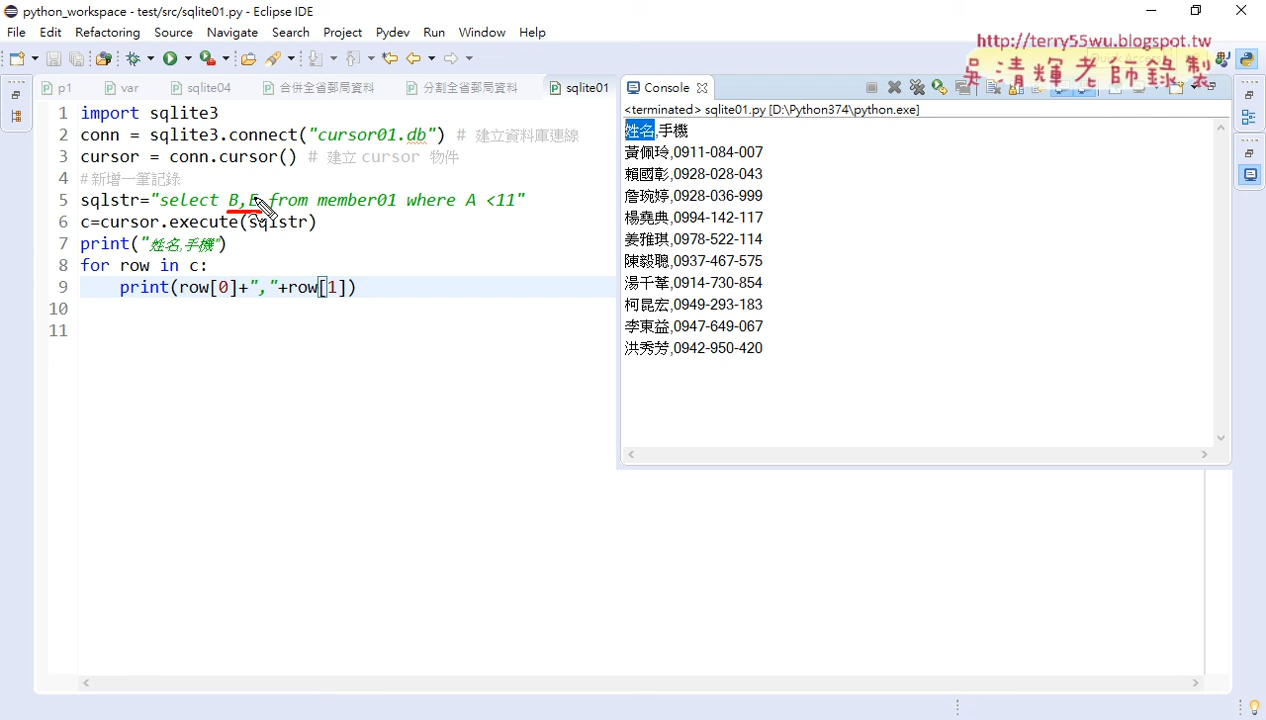 python_workspace - test/src/sqlite01.py - Eclipse IDE
File Edit Refactoring Source Navigate Search Project Pydev Run Window Help
http://terry55wu.blogspot.tw
吳清輝老師錄製
p1 var sqlite04 合併全省郵局資料 分割全省郵局資料 sqlite01
1 import sqlite3
2 conn = sqlite3.connect("cursor01.db") # 建立資料庫連線
3 cursor = conn.cursor() # 建立 cursor 物件
4 #新增一筆記錄
5 sqlstr="select B,E from member01 where A <11"
6 c=cursor.execute(sqlstr)
7 print("姓名,手機")
8 for row in c:
9 print(row[0]+","+row[1])
10
11
Console
<terminated> sqlite01.py [D:\Python374\python.exe]
姓名,手機
黃佩玲,0911-084-007
賴國彰,0928-028-043
詹琬婷,0928-036-999
楊堯典,0994-142-117
姜雅琪,0978-522-114
陳毅聰,0937-467-575
湯千葦,0914-730-854
柯昆宏,0949-293-183
李東益,0947-649-067
洪秀芳,0942-950-420